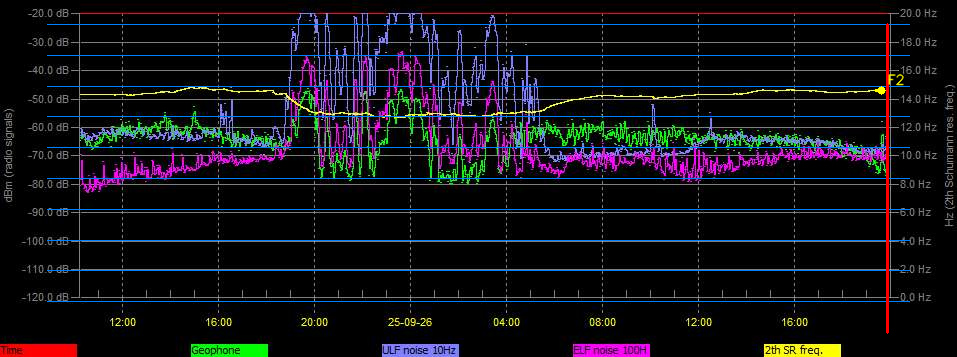 -20.0 dB 20.0 Hz
-30.0 dB 18.0 Hz
-40.0 dB 16.0 Hz
F2
-50.0 dB 14.0 Hz
-60.0 dB 12.0 Hz
-70.0 dB 10.0 Hz
-80.0 dB 8.0 Hz
-90.0 dB 6.0 Hz
-100.0 dB 4.0 Hz
-110.0 dB 2.0 Hz
-120.0 dB 0.0 Hz
dBm (radio signals)
Hz (2th Schumann res. freq.)
12:00 16:00 20:00 25-09-26 04:00 08:00 12:00 16:00
Time Geophone ULF noise 10Hz ELF noise 100H 2th SR freq.